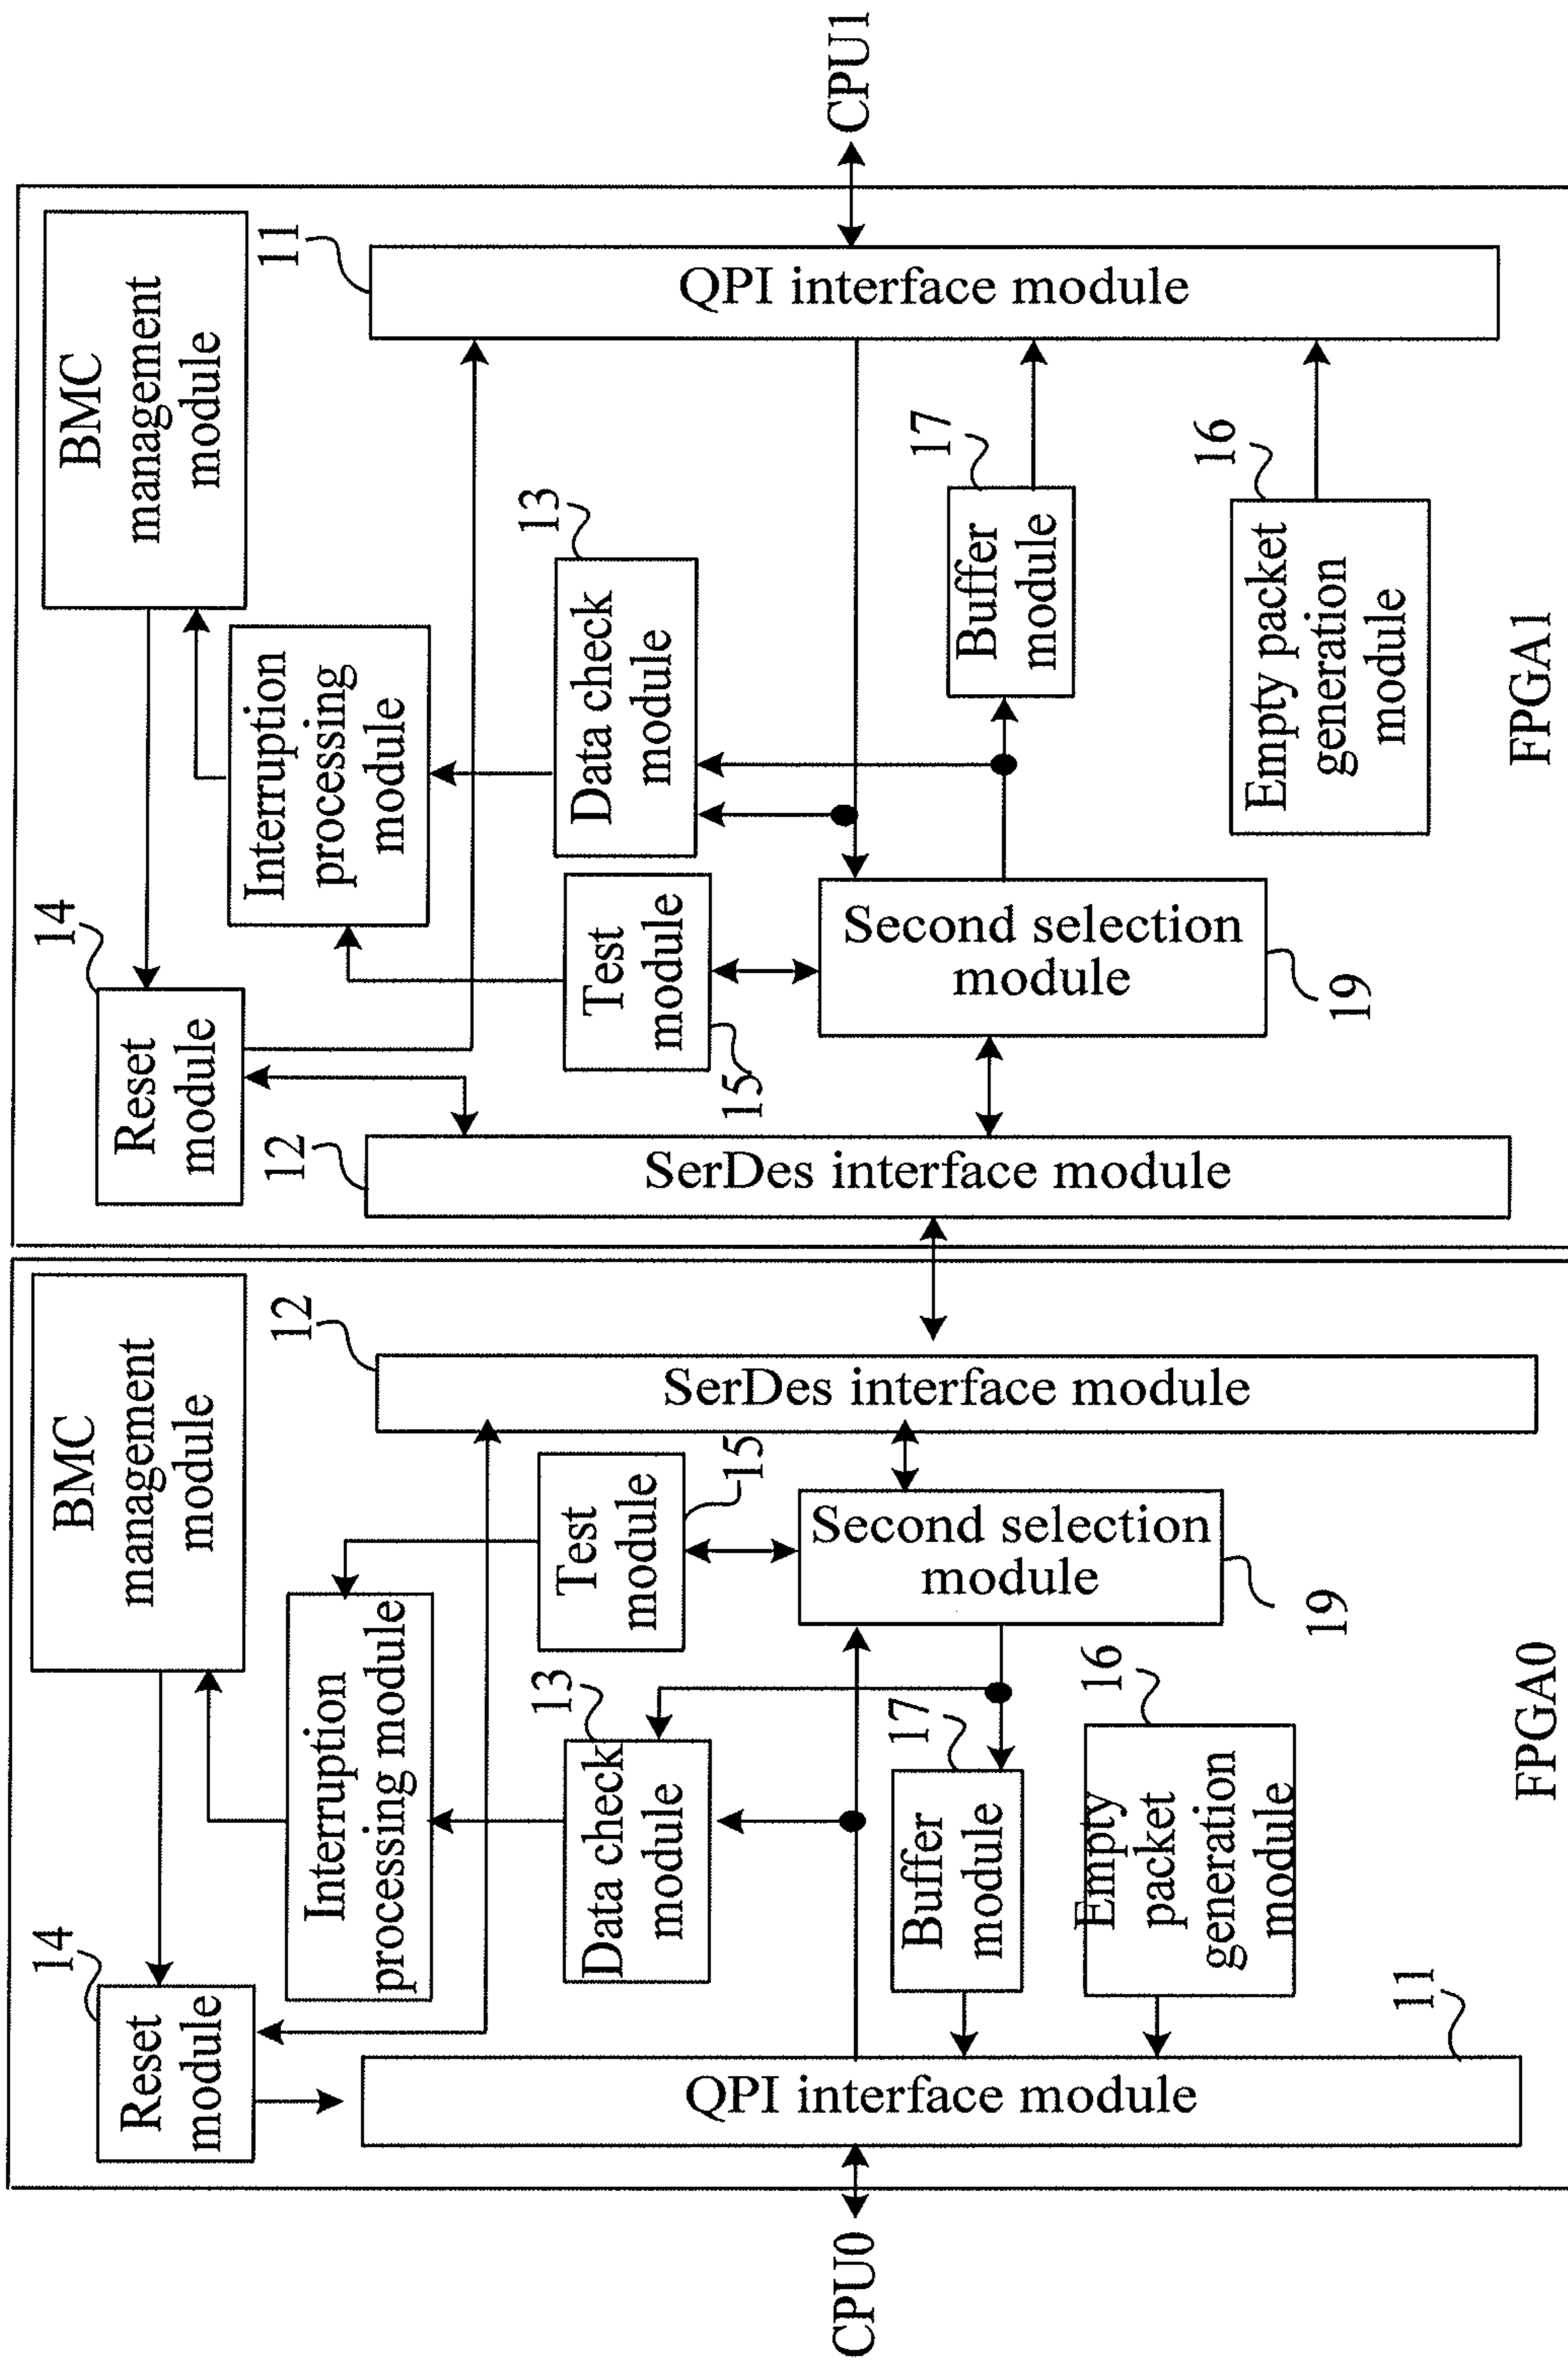 CPU0
FPGA0
Reset
module
14
BMC
management
module
Interruption
processing module
12
SerDes interface module
QPI interface module
11
Data check
module
13
Test
module
15
Second selection
module
19
Buffer
module
17
Empty
packet
generation
module
16
CPU1
FPGA1
Reset
module
14
BMC
management
module
Interruption
processing
module
12
SerDes interface module
QPI interface module
11
Data check
module
13
Test
module
15
Second selection
module
19
Buffer
module
17
Empty packet
generation
module
16